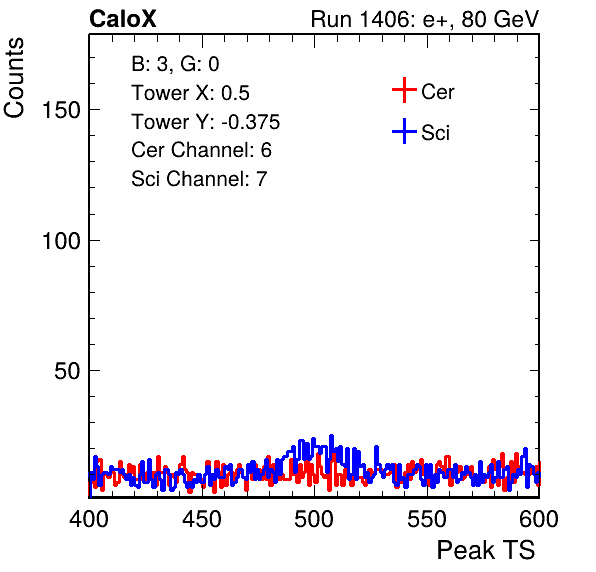 CaloX Run 1406: e+, 80 GeV
Counts
B: 3, G: 0
Tower X: 0.5
Tower Y: -0.375
Cer Channel: 6
Sci Channel: 7
Cer
Sci
150
100
50
400 450 500 550 600
Peak TS